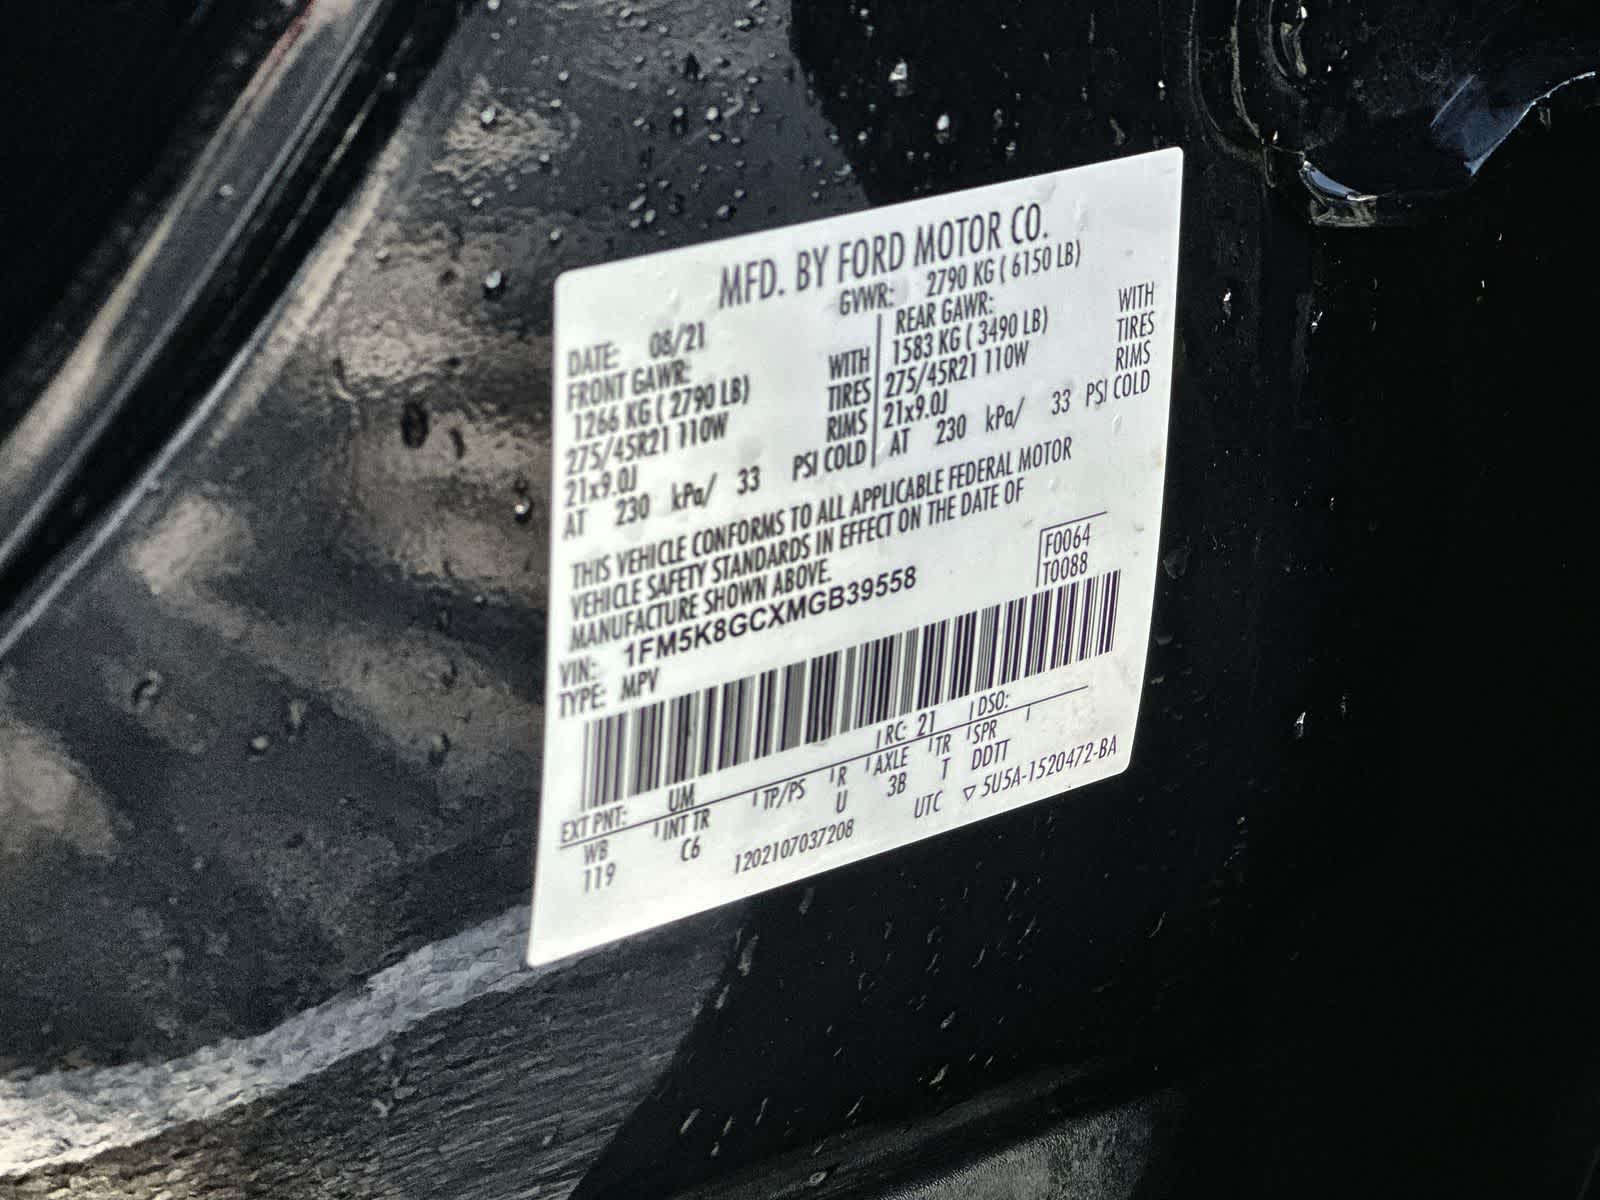 MFD. BY FORD MOTOR CO.
DATE: 08/21 GVWR: 2790 KG ( 6150 LB)
FRONT GAWR: REAR GAWR:
1266 KG ( 2790 LB) WITH 1583 KG ( 3490 LB) WITH
275/45R21 110W TIRES 275/45R21 110W TIRES
21x9.0J RIMS 21x9.0J RIMS
AT 230 kPa/ 33 PSI COLD AT 230 kPa/ 33 PSI COLD
THIS VEHICLE CONFORMS TO ALL APPLICABLE FEDERAL MOTOR
VEHICLE SAFETY STANDARDS IN EFFECT ON THE DATE OF
MANUFACTURE SHOWN ABOVE.
F0064
T0088
VIN: 1FM5K8GCXMGB39558
TYPE: MPV
EXT PNT: UM RC: 21 DSO:
WB INT TR TP/PS R AXLE TR SPR
119 C6 U 3B T DDTT
1202107037208 UTC ▽ 5U5A-1520472-BA